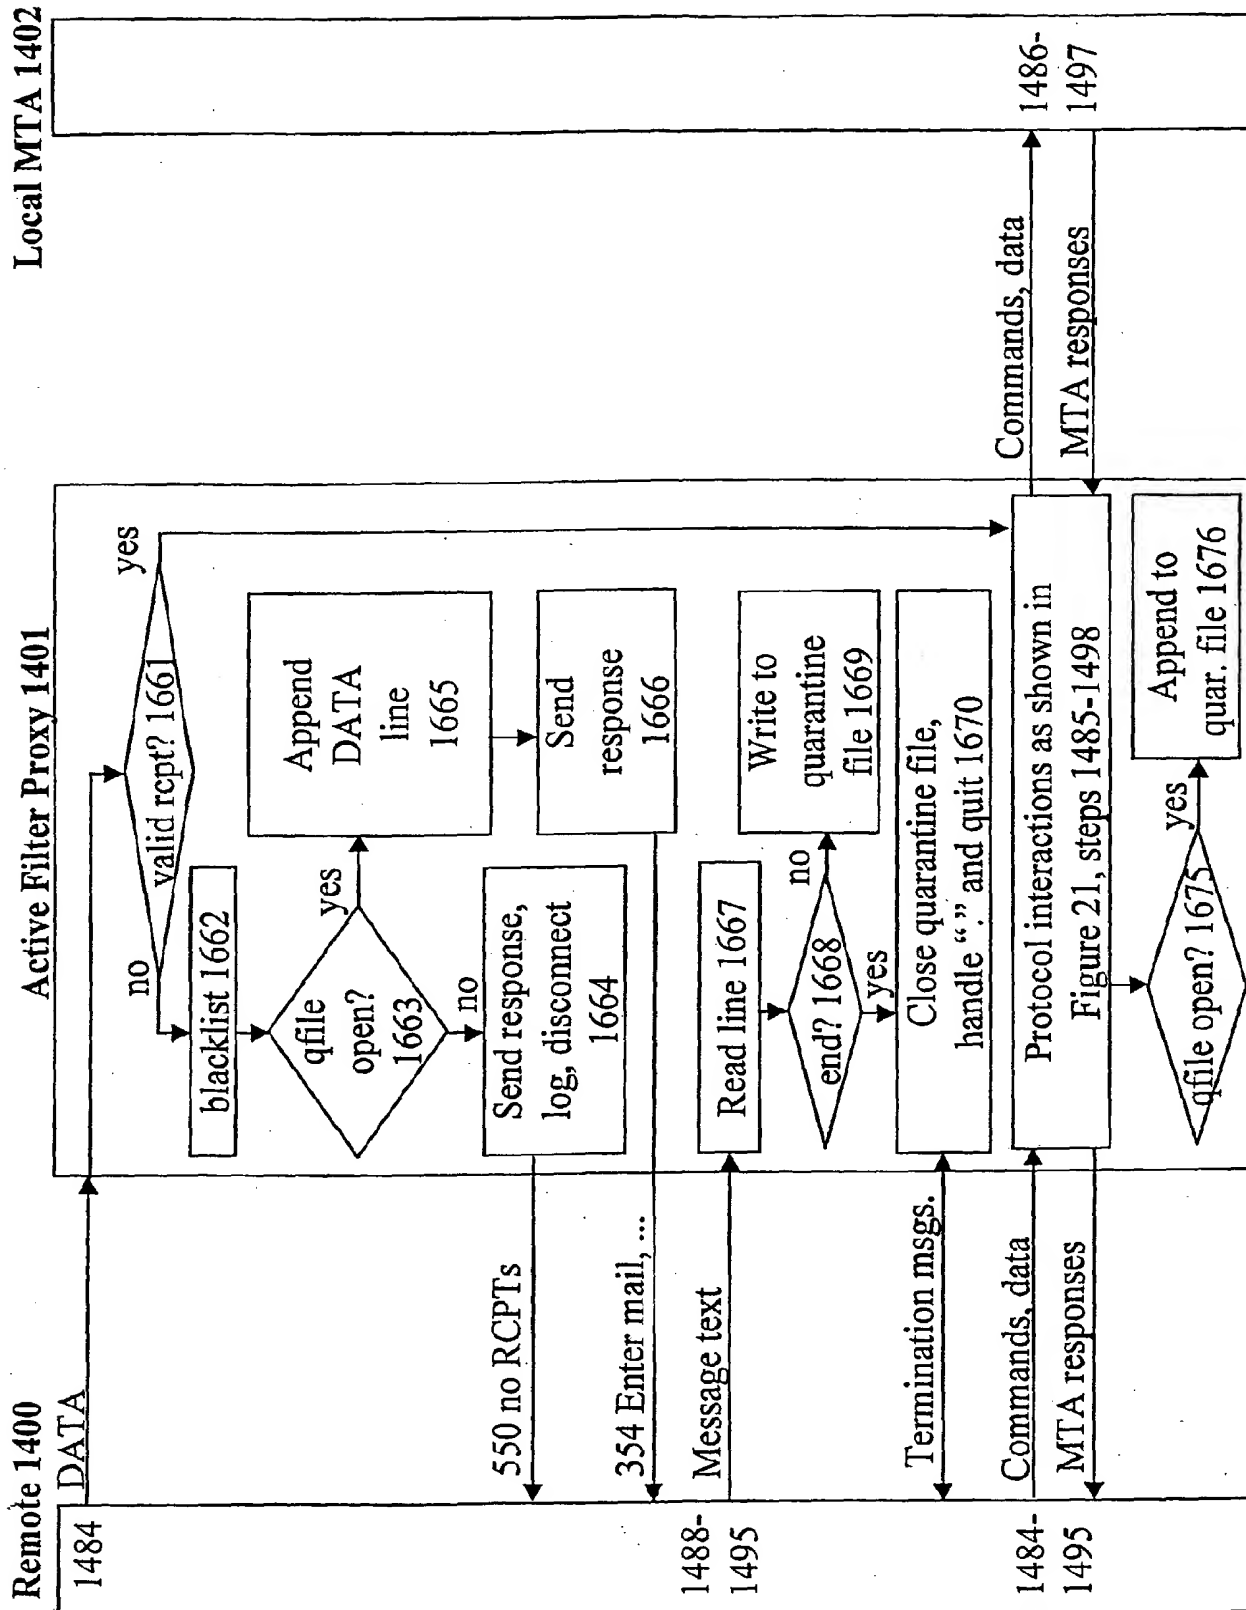 Remote 1400
Active Filter Proxy 1401
Local MTA 1402
1484
DATA
valid rcpt? 1661
no
yes
blacklist 1662
qfile
open?
1663
yes
no
Append
DATA
line
1665
Send response,
log, disconnect
1664
Send
response
1666
550 no RCPTs
354 Enter mail, ...
1488-
1495
Message text
Read line 1667
end? 1668
no
yes
Write to
quarantine
file 1669
Termination msgs.
Close quarantine file,
handle “.” and quit 1670
1484-
1495
Commands, data
MTA responses
Protocol interactions as shown in
Figure 21, steps 1485-1498
Commands, data
MTA responses
1486-
1497
qfile open? 1675
yes
Append to
quar. file 1676